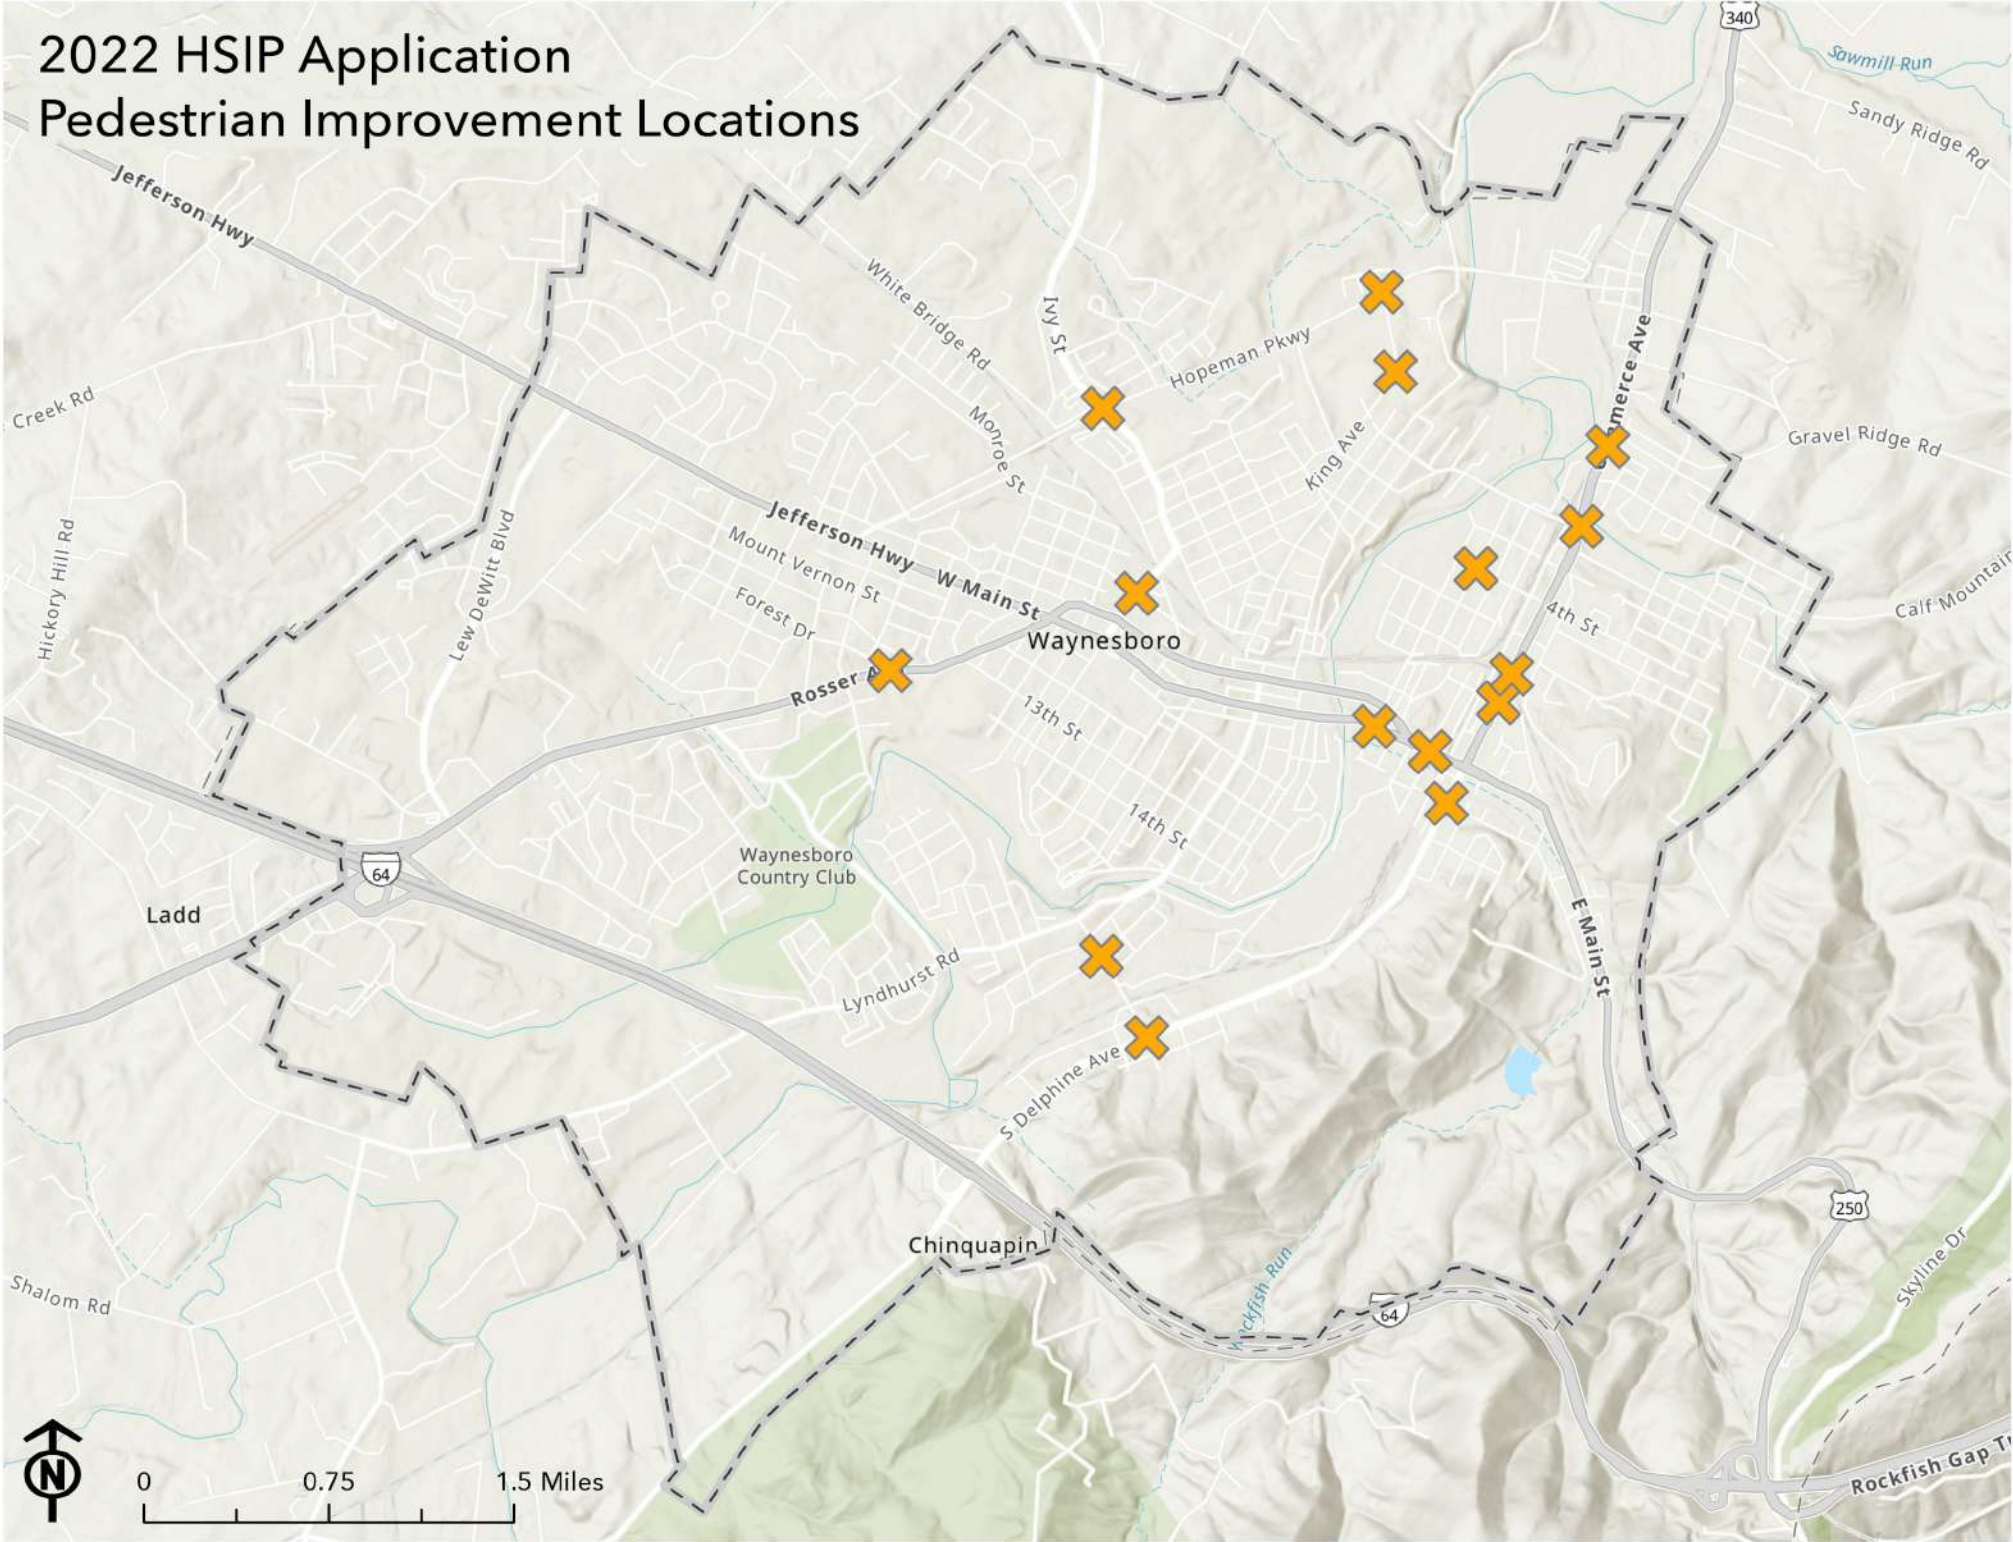 2022 HSIP Application
Pedestrian Improvement Locations
340
Sawmill Run
Sandy Ridge Rd
Jefferson Hwy
White Bridge Rd
Ivy St
Hopeman Pkwy
Creek Rd
Monroe St
King Ave
Gravel Ridge Rd
Hickory Hill Rd
Lew DeWitt Blvd
Jefferson Hwy
W Main St
Mount Vernon St
Forest Dr
4th St
Calf Mountain
Waynesboro
Rosser
13th St
14th St
Waynesboro
Country Club
64
Ladd
E Main St
Lyndhurst Rd
S Delphine Ave
Chinquapin
250
Skyline Dr
Shalom Rd
64
Run
0 0.75 1.5 Miles
N
Rockfish Gap